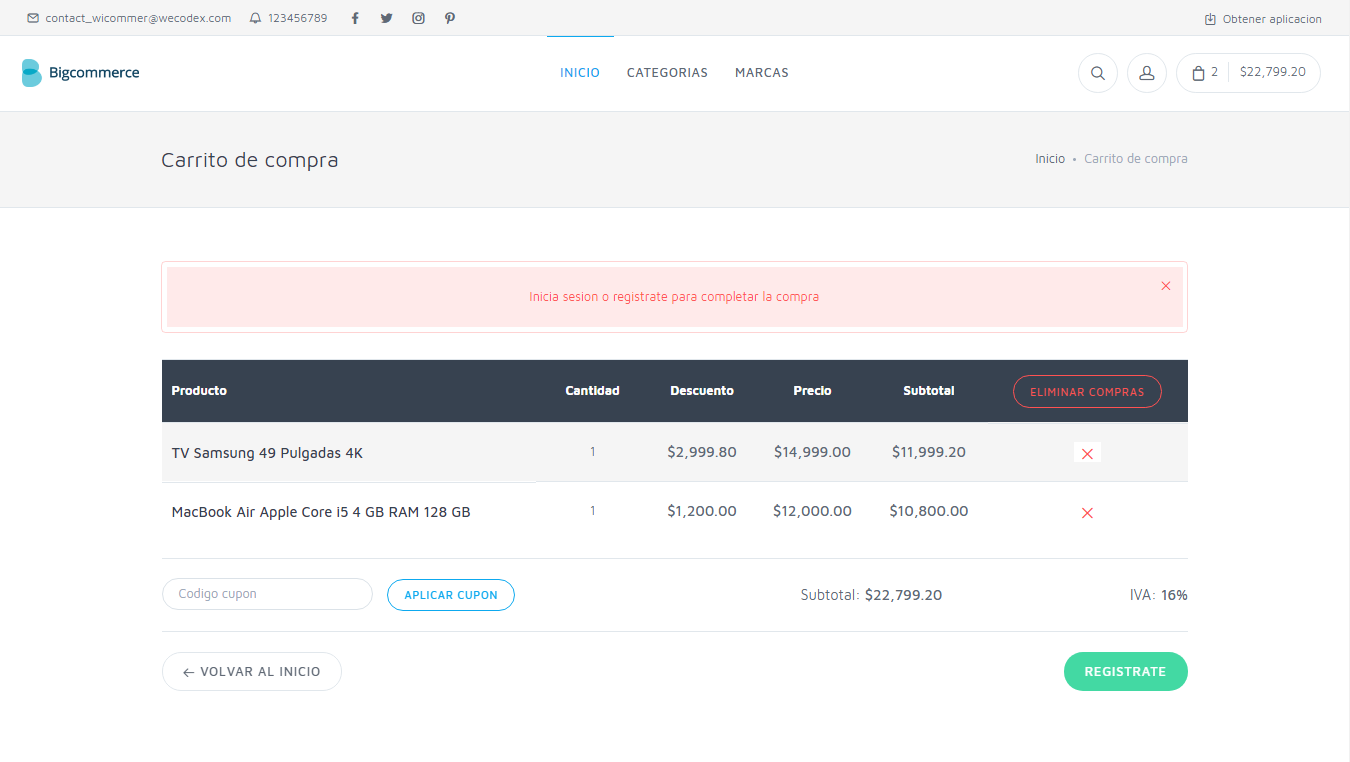 contact_wicommer@wecodex.com 123456789 Obtener aplicacion
Bigcommerce INICIO CATEGORIAS MARCAS 2 $22,799.20
Carrito de compra Inicio • Carrito de compra
Inicia sesion o registrate para completar la compra
Producto Cantidad Descuento Precio Subtotal ELIMINAR COMPRAS
TV Samsung 49 Pulgadas 4K 1 $2,999.80 $14,999.00 $11,999.20
MacBook Air Apple Core i5 4 GB RAM 128 GB 1 $1,200.00 $12,000.00 $10,800.00
Codigo cupon APLICAR CUPON Subtotal: $22,799.20 IVA: 16%
← VOLVAR AL INICIO REGISTRATE